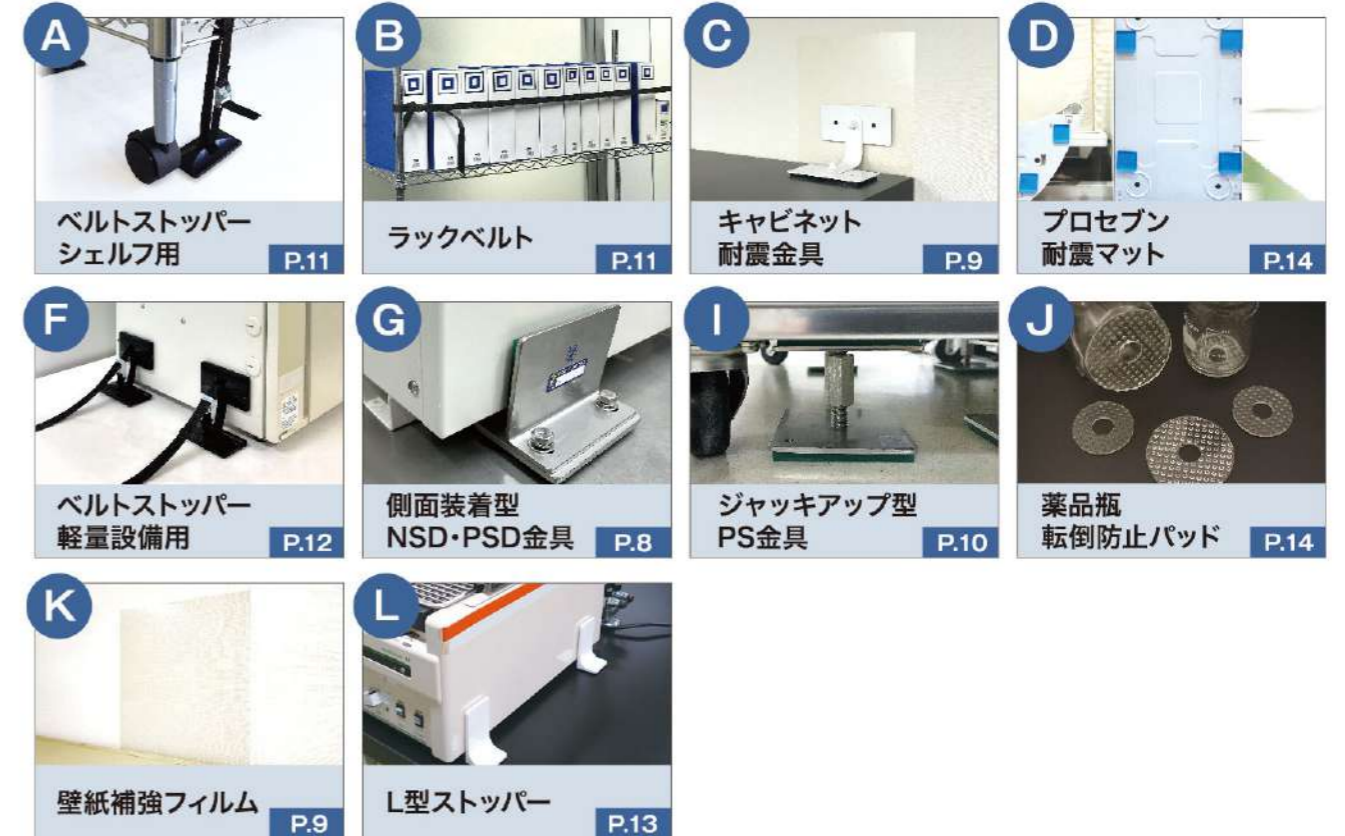 A
ベルトストッパー
シェルフ用
P.11
B
ラックベルト
P.11
C
キャビネット
耐震金具
P.9
D
プロセブン
耐震マット
P.14
F
ベルトストッパー
軽量設備用
P.12
G
側面装着型
NSD・PSD金具
P.8
I
ジャッキアップ型
PS金具
P.10
J
薬品瓶
転倒防止パッド
P.14
K
壁紙補強フィルム
P.9
L
L型ストッパー
P.13